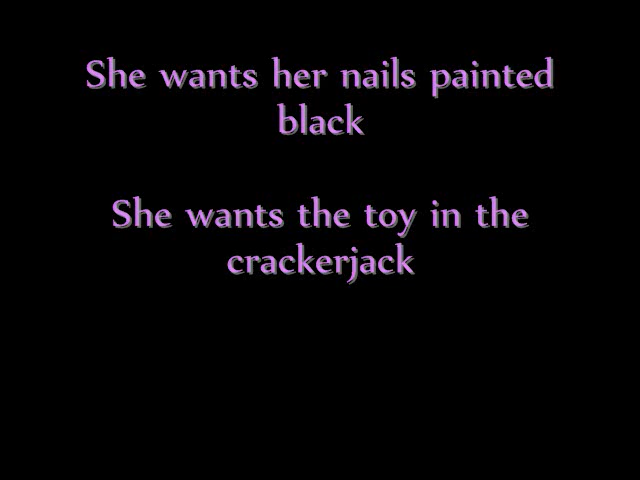 She wants her nails painted
black
She wants the toy in the
crackerjack